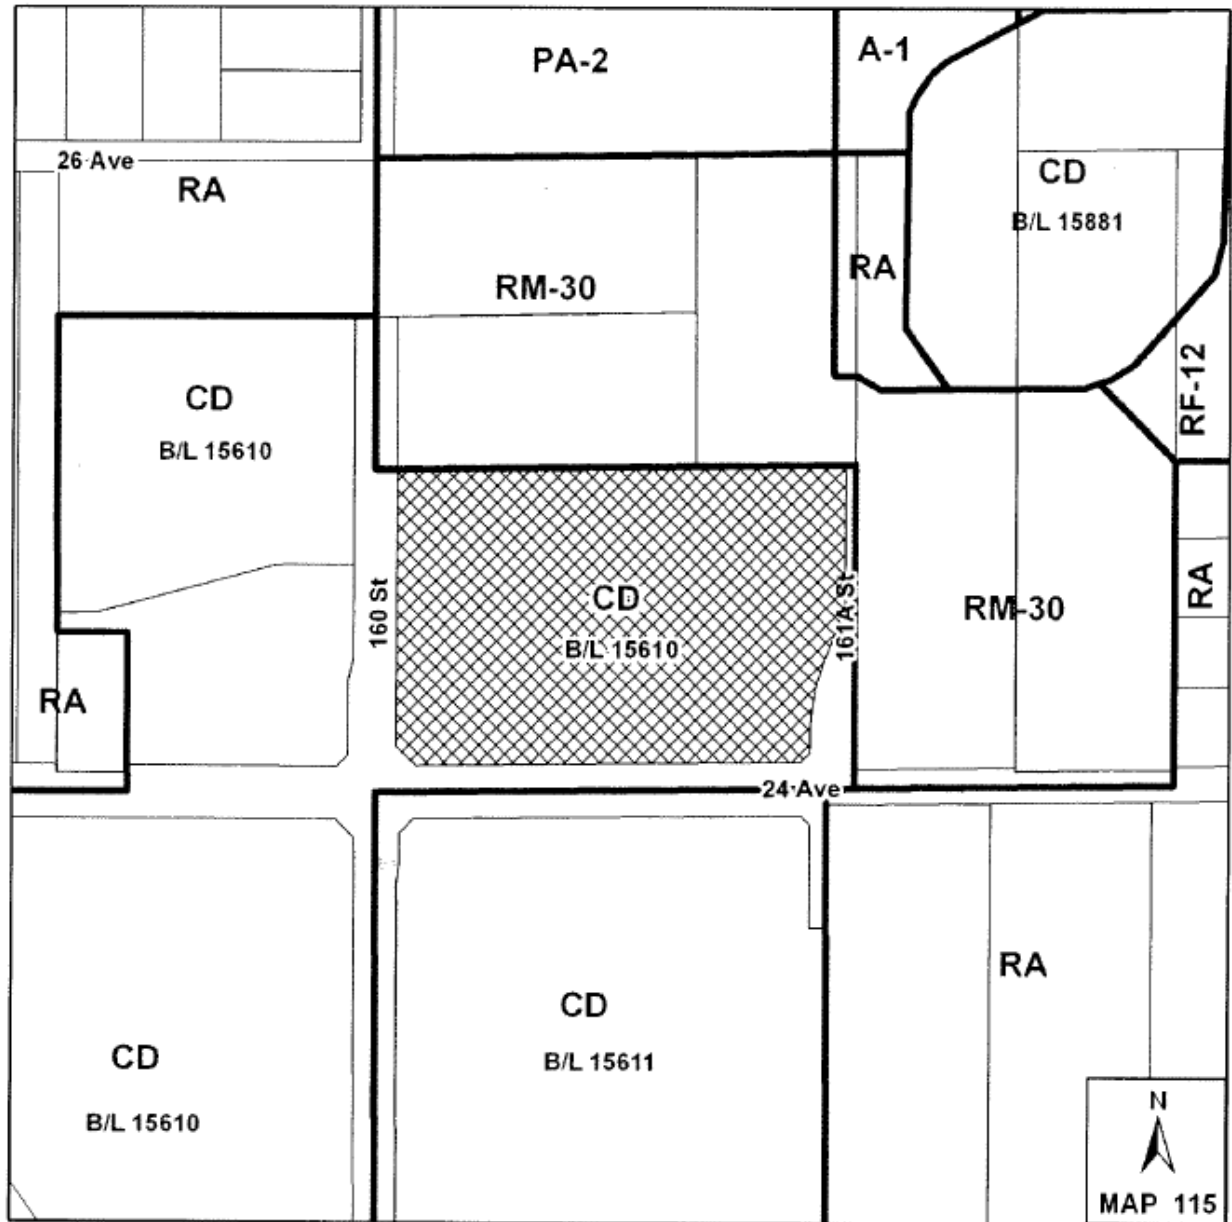 PA-2
A-1
26 Ave
RA
CD
B/L 15881
RA
RM-30
RF-12
CD
B/L 15610
160 St
CD
B/L 15610
161A St
RM-30
RA
RA
24 Ave
RA
CD
B/L 15611
CD
B/L 15610
N
MAP 115